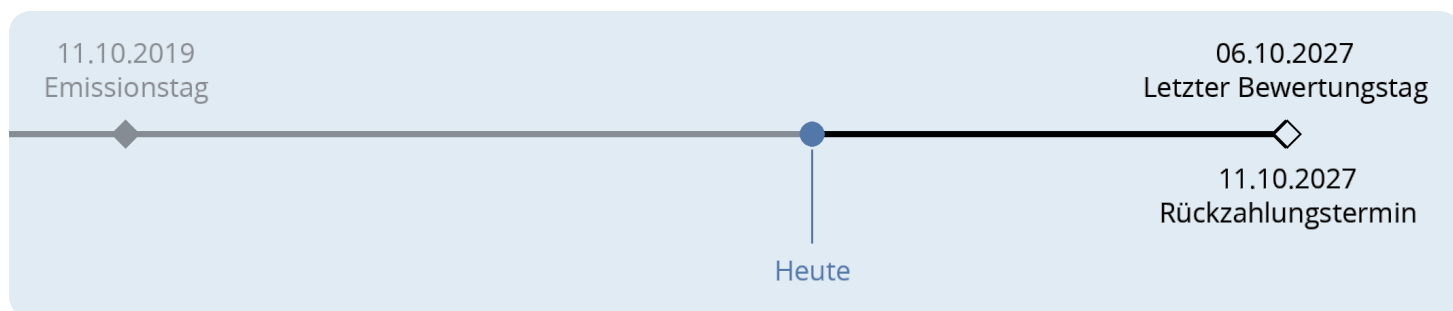 11.10.2019
Emissionstag
06.10.2027
Letzter Bewertungstag
11.10.2027
Rückzahlungstermin
Heute